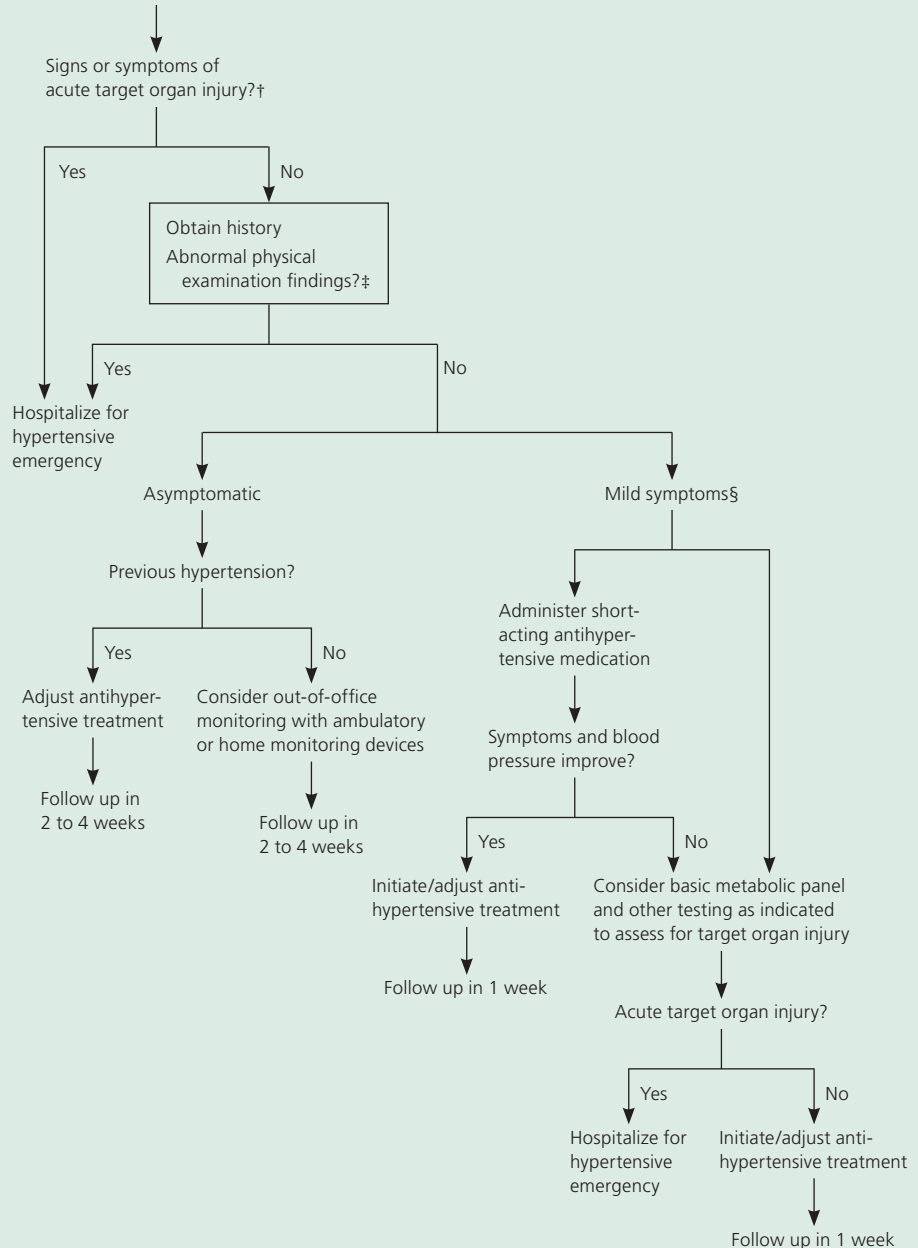 Signs or symptoms of
acute target organ injury?†
Yes
No
Obtain history
Abnormal physical
examination findings?‡
Yes
No
Hospitalize for
hypertensive
emergency
Asymptomatic
Mild symptoms§
Previous hypertension?
Administer short-
acting antihyper-
tensive medication
Yes
No
Adjust antihyper-
tensive treatment
Consider out-of-office
monitoring with ambulatory
or home monitoring devices
Symptoms and blood
pressure improve?
Follow up in
2 to 4 weeks
Follow up in
2 to 4 weeks
Yes
No
Initiate/adjust anti-
hypertensive treatment
Consider basic metabolic panel
and other testing as indicated
to assess for target organ injury
Follow up in 1 week
Acute target organ injury?
Yes
No
Hospitalize for
hypertensive
emergency
Initiate/adjust anti-
hypertensive treatment
Follow up in 1 week